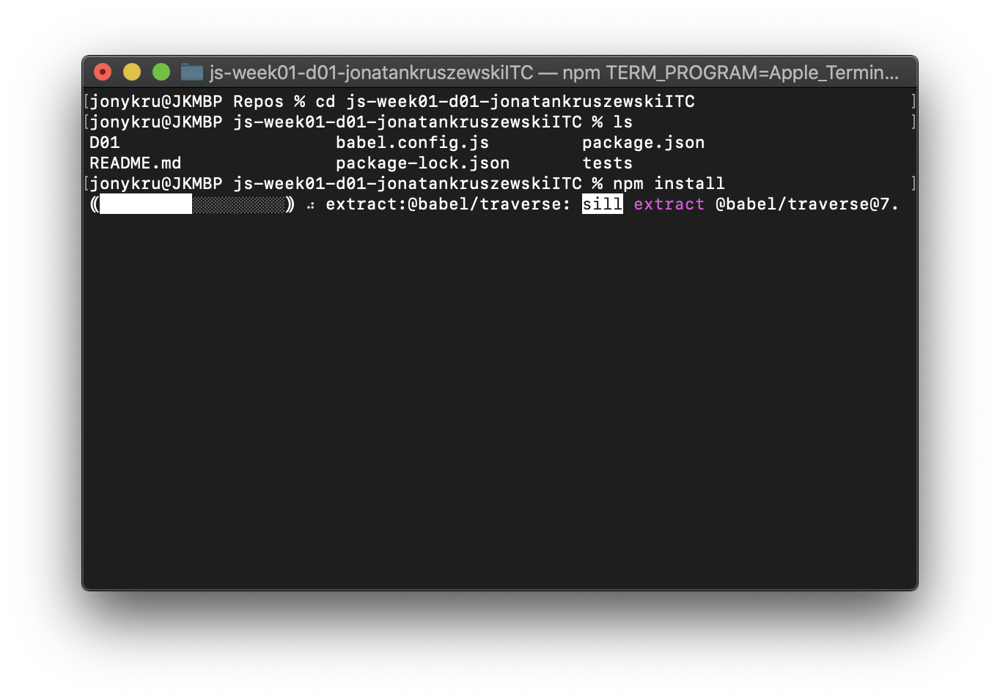 js-week01-d01-jonatankruszewskiITC — npm TERM_PROGRAM=Apple_Termin...
[jonykru@JKMBP Repos % cd js-week01-d01-jonatankruszewskiITC ]
[jonykru@JKMBP js-week01-d01-jonatankruszewskiITC % ls ]
D01 babel.config.js package.json
README.md package-lock.json tests
[jonykru@JKMBP js-week01-d01-jonatankruszewskiITC % npm install ]
⸨█████████░░░░░░░░░⸩ ⠴ extract:@babel/traverse: sill extract @babel/traverse@7.